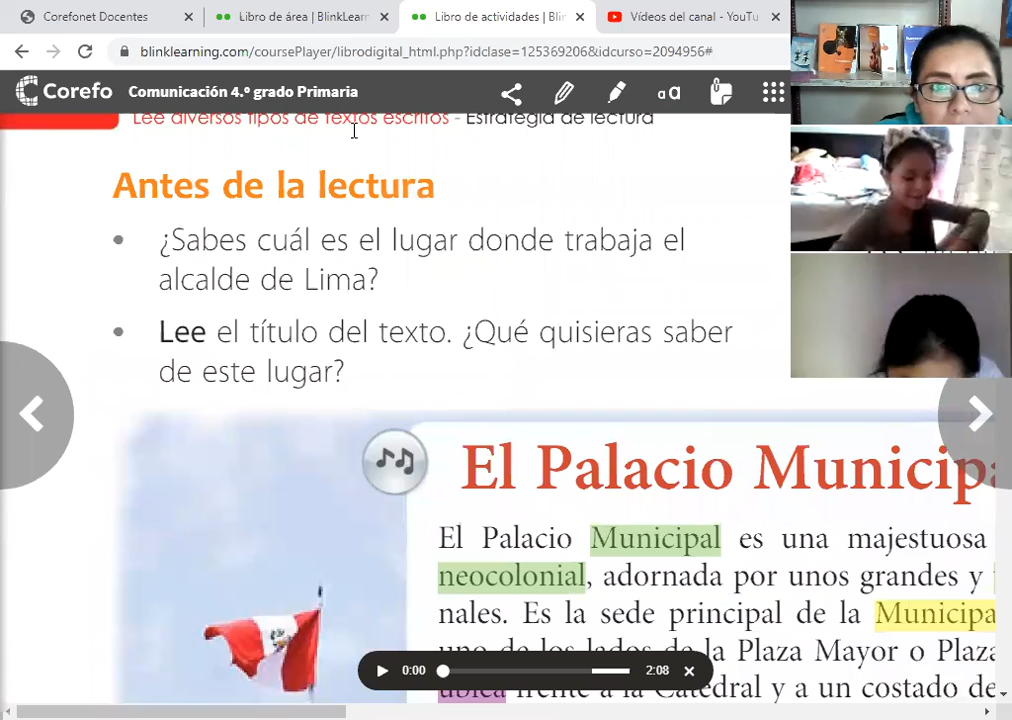 Corefonet Docentes
Libro de área | BlinkLearn
Libro de actividades | Bli
Vídeos del canal - YouTu
blinklearning.com/coursePlayer/librodigital_html.php?idclase=125369206&idcurso=2094956#
Corefo Comunicación 4.º grado Primaria aA
Lee diversos tipos de textos escritos - Estrategia de lectura
Antes de la lectura
• ¿Sabes cuál es el lugar donde trabaja el
alcalde de Lima?
• Lee el título del texto. ¿Qué quisieras saber
de este lugar?
El Palacio Municipa
El Palacio Municipal es una majestuosa
neocolonial, adornada por unos grandes y
nales. Es la sede principal de la Municipa
uno de los lados de la Plaza Mayor o Plaza
ubica frente a la Catedral y a un costado de
0:00 2:08